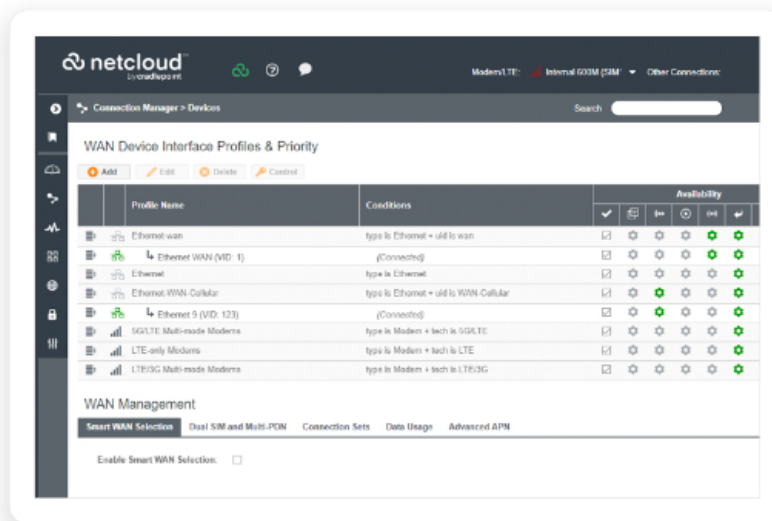 netcloud™
by cradlepoint
Modem/LTE: Internal 600M (SIM1 Other Connections:
Connection Manager > Devices
Search
WAN Device Interface Profiles & Priority
Add Edit Delete Control
Availability
Profile Name Conditions
Ethernet-wan type is Ethernet + uid is wan
Ethernet WAN (VID: 1) (Connected)
Ethernet type is Ethernet
Ethernet-WAN-Cellular type is Ethernet + uid is WAN-Cellular
Ethernet 9 (VID: 123) (Connected)
5G/LTE Multi-mode Modems type is Modem + tech is 5G/LTE
LTE-only Modems type is Modem + tech is LTE
LTE/3G Multi-mode Modems type is Modem + tech is LTE/3G
WAN Management
Smart WAN Selection Dual SIM and Multi-PDN Connection Sets Data Usage Advanced APN
Enable Smart WAN Selection: